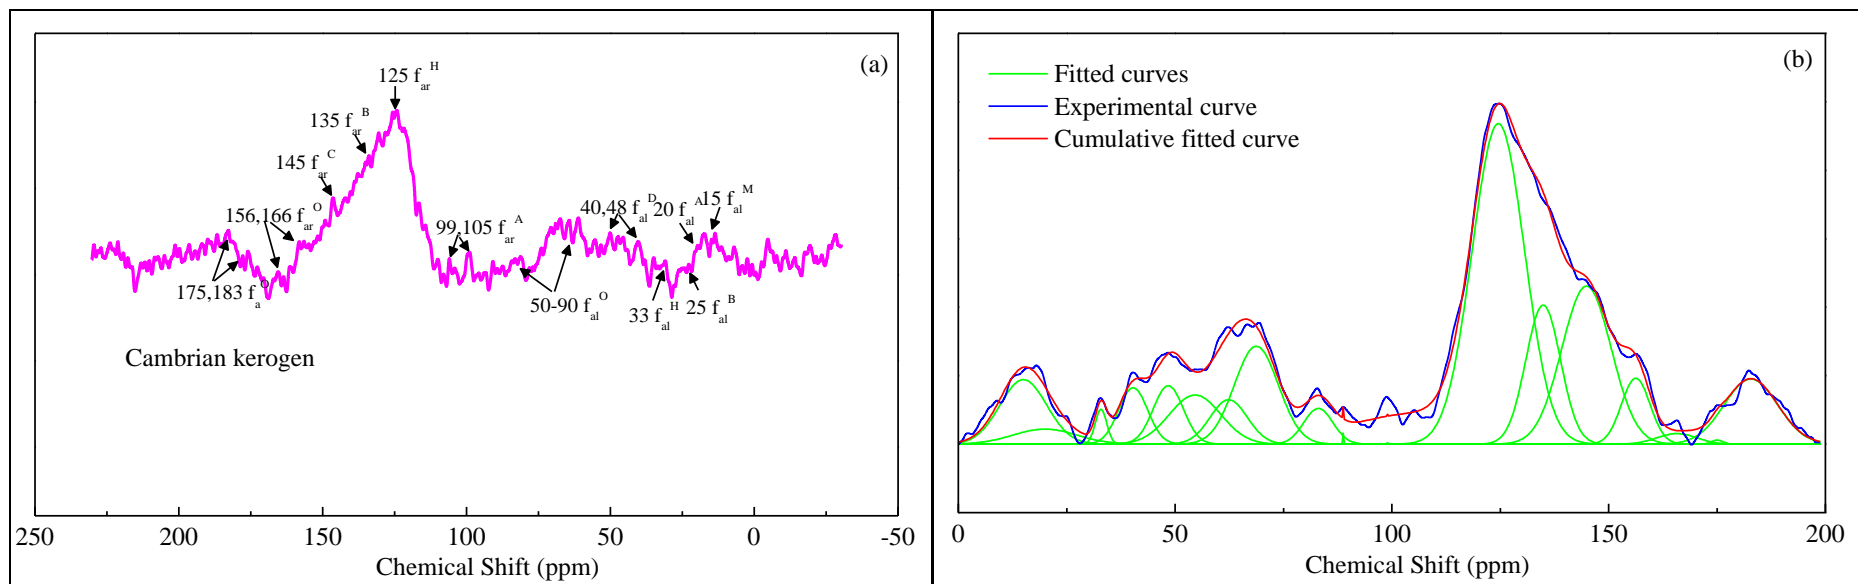 (a)
125 f_ar^H
135 f_ar^B
145 f_ar^C
156,166 f_ar^O
175,183 f_a^O
99,105 f_ar^A
50-90 f_al^O
40,48 f_al^D
33 f_al^H
25 f_al^B
20 f_al^A
15 f_al^M
Cambrian kerogen
250 200 150 100 50 0 -50
Chemical Shift (ppm)
(b)
Fitted curves
Experimental curve
Cumulative fitted curve
0 50 100 150 200
Chemical Shift (ppm)